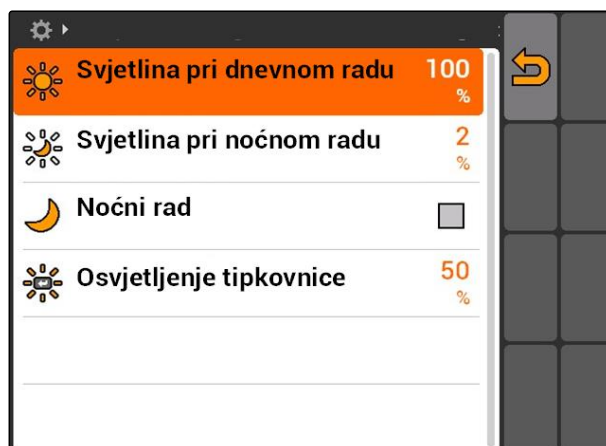 Svjetlina pri dnevnom radu 100
%
Svjetlina pri noćnom radu 2
%
Noćni rad
Osvjetljenje tipkovnice 50
%